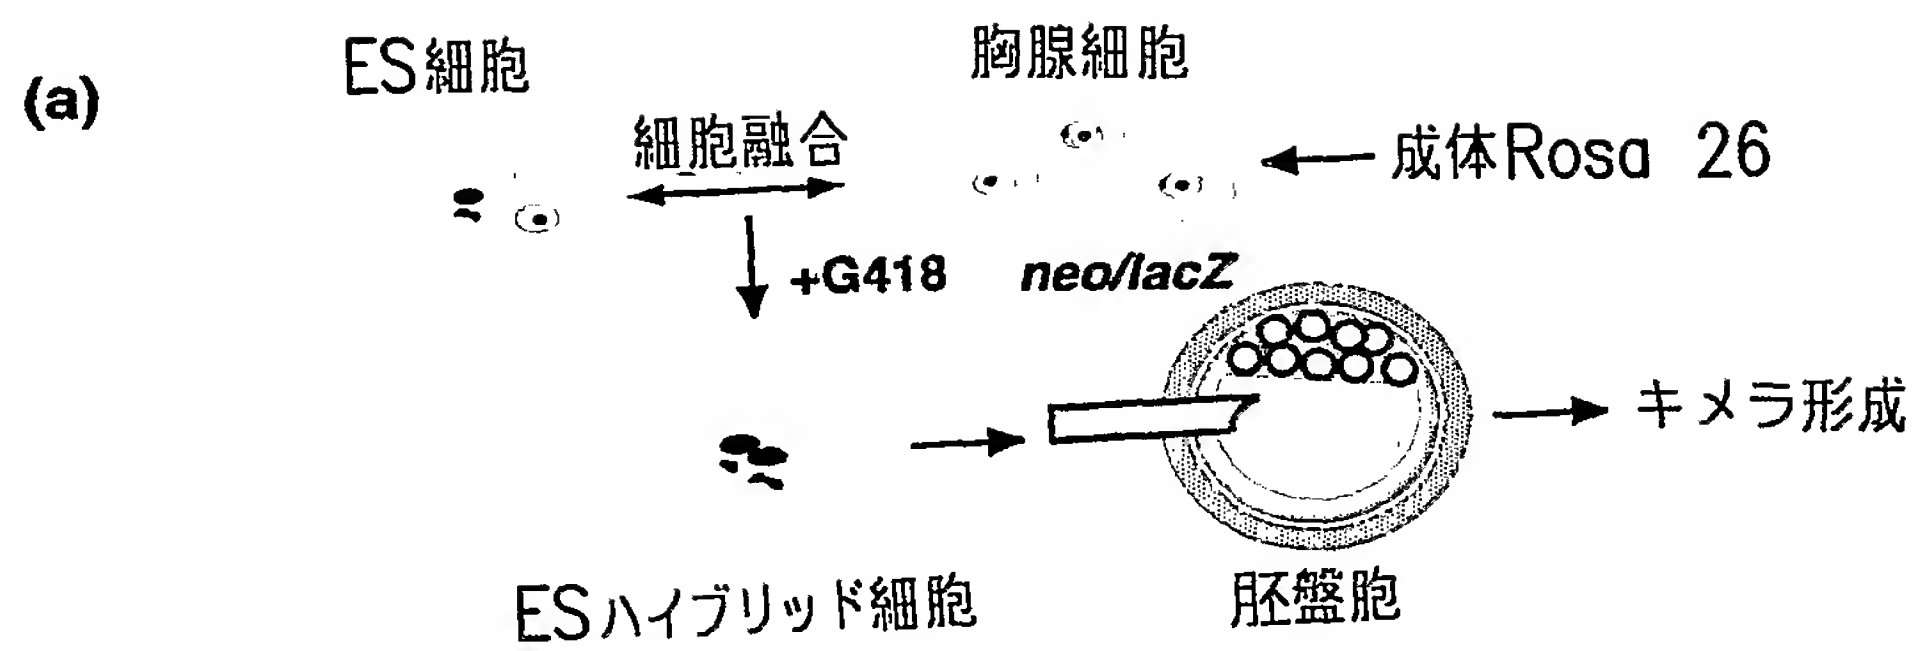 (a)
ES細胞
胸腺細胞
細胞融合
成体Rosa 26
+G418
neo/lacZ
キメラ形成
ESハイブリッド細胞
胚盤胞